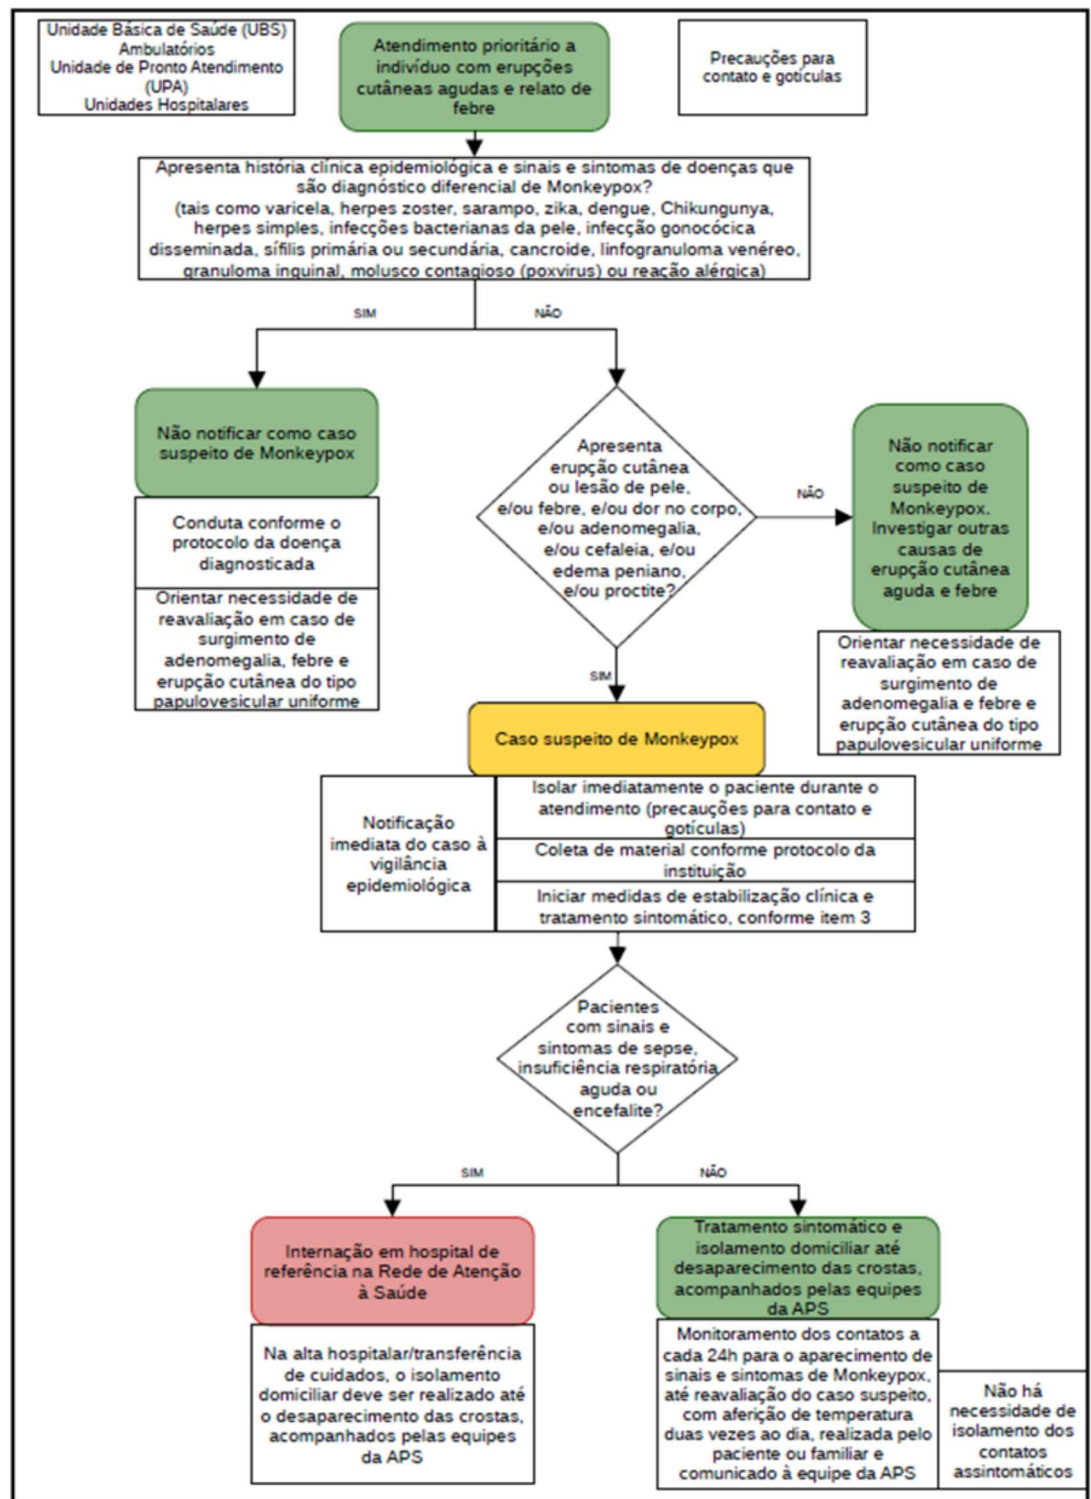 Unidade Básica de Saúde (UBS)
Ambulatórios
Unidade de Pronto Atendimento
(UPA)
Unidades Hospitalares
Atendimento prioritário a
indivíduo com erupções
cutâneas agudas e relato de
febre
Precauções para
contato e gotículas
Apresenta história clínica epidemiológica e sinais e sintomas de doenças que
são diagnóstico diferencial de Monkeypox?
(tais como varicela, herpes zoster, sarampo, zika, dengue, Chikungunya,
herpes simples, infecções bacterianas da pele, infecção gonocócica
disseminada, sífilis primária ou secundária, cancroide, linfogranuloma venéreo,
granuloma inguinal, molusco contagioso (poxvirus) ou reação alérgica)
SIM
NÃO
Não notificar como caso
suspeito de Monkeypox
Conduta conforme o
protocolo da doença
diagnosticada
Orientar necessidade de
reavaliação em caso de
surgimento de
adenomegalia, febre e
erupção cutânea do tipo
papulovesicular uniforme
Apresenta
erupção cutânea
ou lesão de pele,
e/ou febre, e/ou dor no corpo,
e/ou adenomegalia,
e/ou cefaleia, e/ou
edema peniano,
e/ou proctite?
NÃO
Não notificar
como caso
suspeito de
Monkeypox.
Investigar outras
causas de
erupção cutânea
aguda e febre
Orientar necessidade de
reavaliação em caso de
surgimento de
adenomegalia e febre e
erupção cutânea do tipo
papulovesicular uniforme
SIM
Caso suspeito de Monkeypox
Notificação
imediata do caso à
vigilância
epidemiológica
Isolar imediatamente o paciente durante o
atendimento (precauções para contato e
gotículas)
Coleta de material conforme protocolo da
instituição
Iniciar medidas de estabilização clínica e
tratamento sintomático, conforme item 3
Pacientes
com sinais e
sintomas de sepse,
insuficiência respiratória
aguda ou
encefalite?
SIM
NÃO
Internação em hospital de
referência na Rede de Atenção
à Saúde
Na alta hospitalar/transferência
de cuidados, o isolamento
domiciliar deve ser realizado até
o desaparecimento das crostas,
acompanhados pelas equipes
da APS
Tratamento sintomático e
isolamento domiciliar até
desaparecimento das crostas,
acompanhados pelas equipes
da APS
Monitoramento dos contatos a
cada 24h para o aparecimento de
sinais e sintomas de Monkeypox,
até reavaliação do caso suspeito,
com aferição de temperatura
duas vezes ao dia, realizada pelo
paciente ou familiar e
comunicado à equipe da APS
Não há
necessidade de
isolamento dos
contatos
assintomáticos